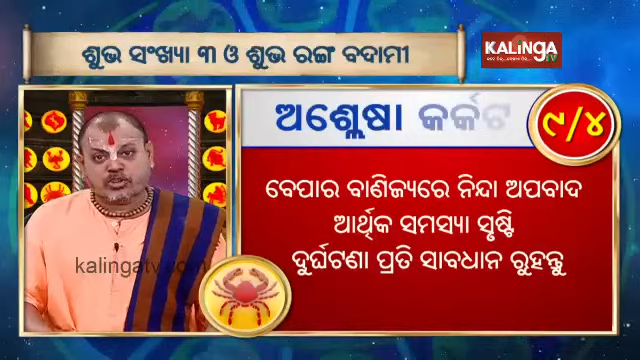 ଶୁଭ ସଂଖ୍ୟା ୩ ଓ ଶୁଭ ରଙ୍ଗ ବଦାମୀ
KALINGA TV
ଅଶ୍ଳେଷା କର୍କଟ
୯/୪
ବେପାର ବାଣିଜ୍ୟରେ ନିନ୍ଦା ଅପବାଦ
ଆର୍ଥିକ ସମସ୍ୟା ସୃଷ୍ଟି
ଦୁର୍ଘଟଣା ପ୍ରତି ସାବଧାନ ରୁହନ୍ତୁ
kalingatv.com